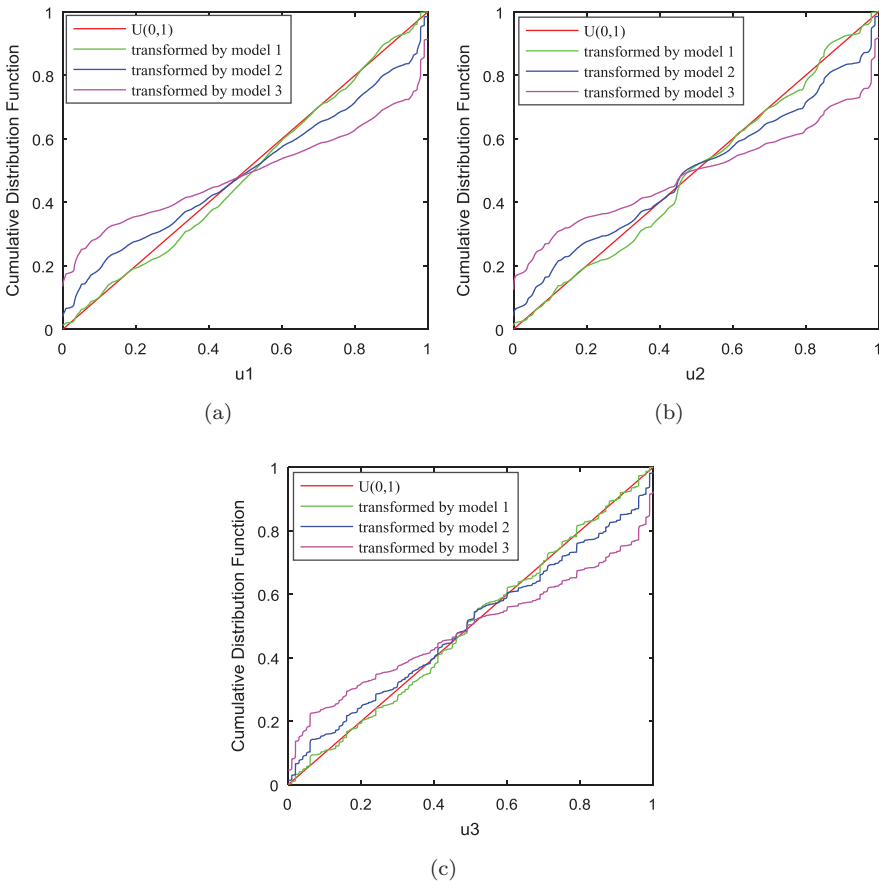 Cumulative Distribution Function
1
0.8
0.6
0.4
0.2
0
U(0,1)
transformed by model 1
transformed by model 2
transformed by model 3
0 0.2 0.4 0.6 0.8 1
u1
(a)
Cumulative Distribution Function
1
0.8
0.6
0.4
0.2
0
U(0,1)
transformed by model 1
transformed by model 2
transformed by model 3
0 0.2 0.4 0.6 0.8 1
u2
(b)
Cumulative Distribution Function
1
0.8
0.6
0.4
0.2
0
U(0,1)
transformed by model 1
transformed by model 2
transformed by model 3
0 0.2 0.4 0.6 0.8 1
u3
(c)